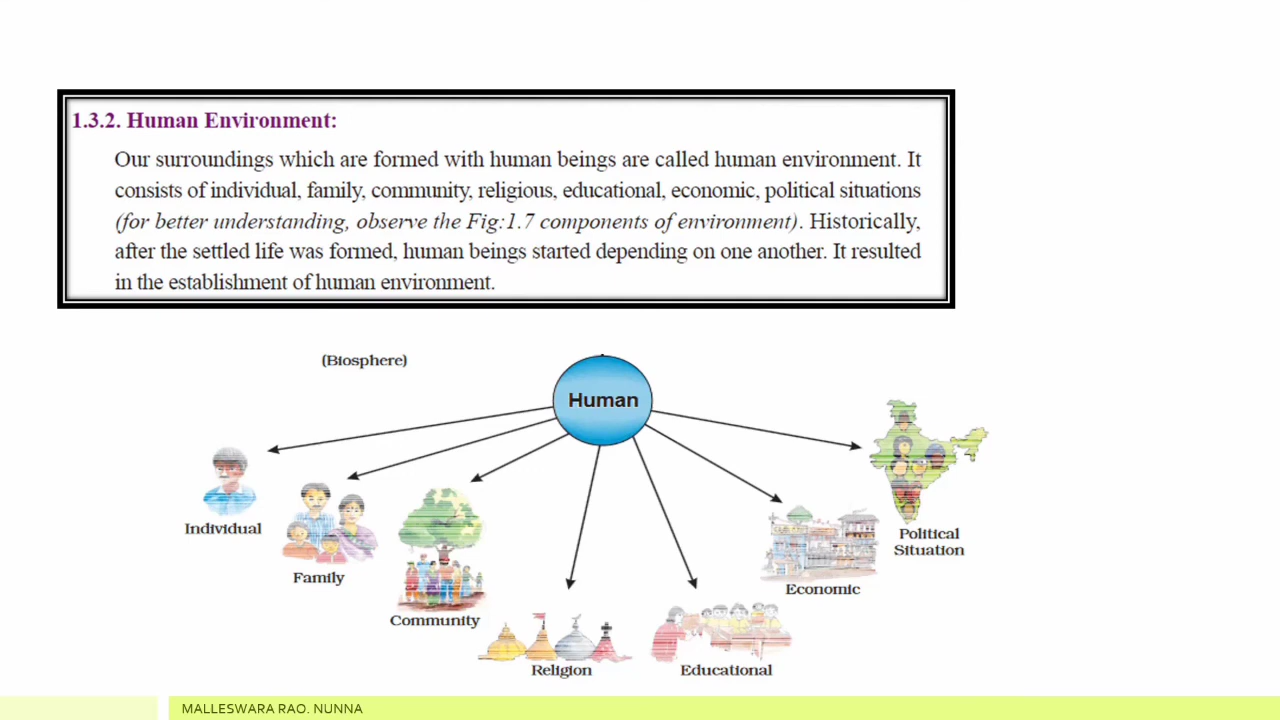 1.3.2. Human Environment:
Our surroundings which are formed with human beings are called human environment. It
consists of individual, family, community, religious, educational, economic, political situations
(for better understanding, observe the Fig:1.7 components of environment). Historically,
after the settled life was formed, human beings started depending on one another. It resulted
in the establishment of human environment.
(Biosphere)
Human
Individual
Family
Community
Religion
Educational
Economic
Political
Situation
MALLESWARA RAO. NUNNA